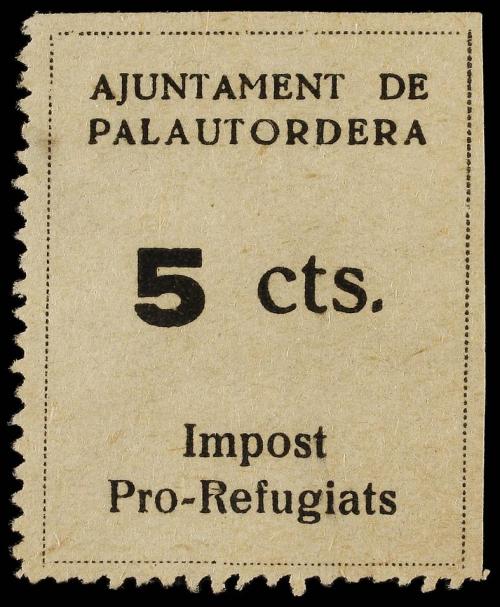 AJUNTAMENT DE
PALAUTORDERA
5 cts.
Impost
Pro-Refugiats